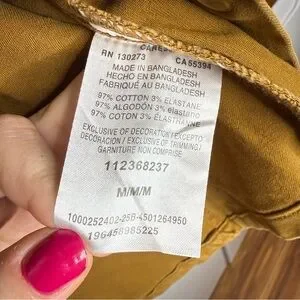 CARE
RN 130273 CA 55394
MADE IN BANGLADESH
HECHO EN BANGLADESH
FABRIQUÉ AU BANGLADESH
97% COTTON 3% ELASTANE
97% ALGODÓN 3% elastano
97% COTON 3% ÉLASTHANNE
EXCLUSIVE OF DECORATION / EXCEPTO
DECORACIÓN / EXCLUSIVE OF TRIMMING /
GARNITURE NON COMPRISE
112368237
M/M/M
1000252402-25B-4501264950
196458985225